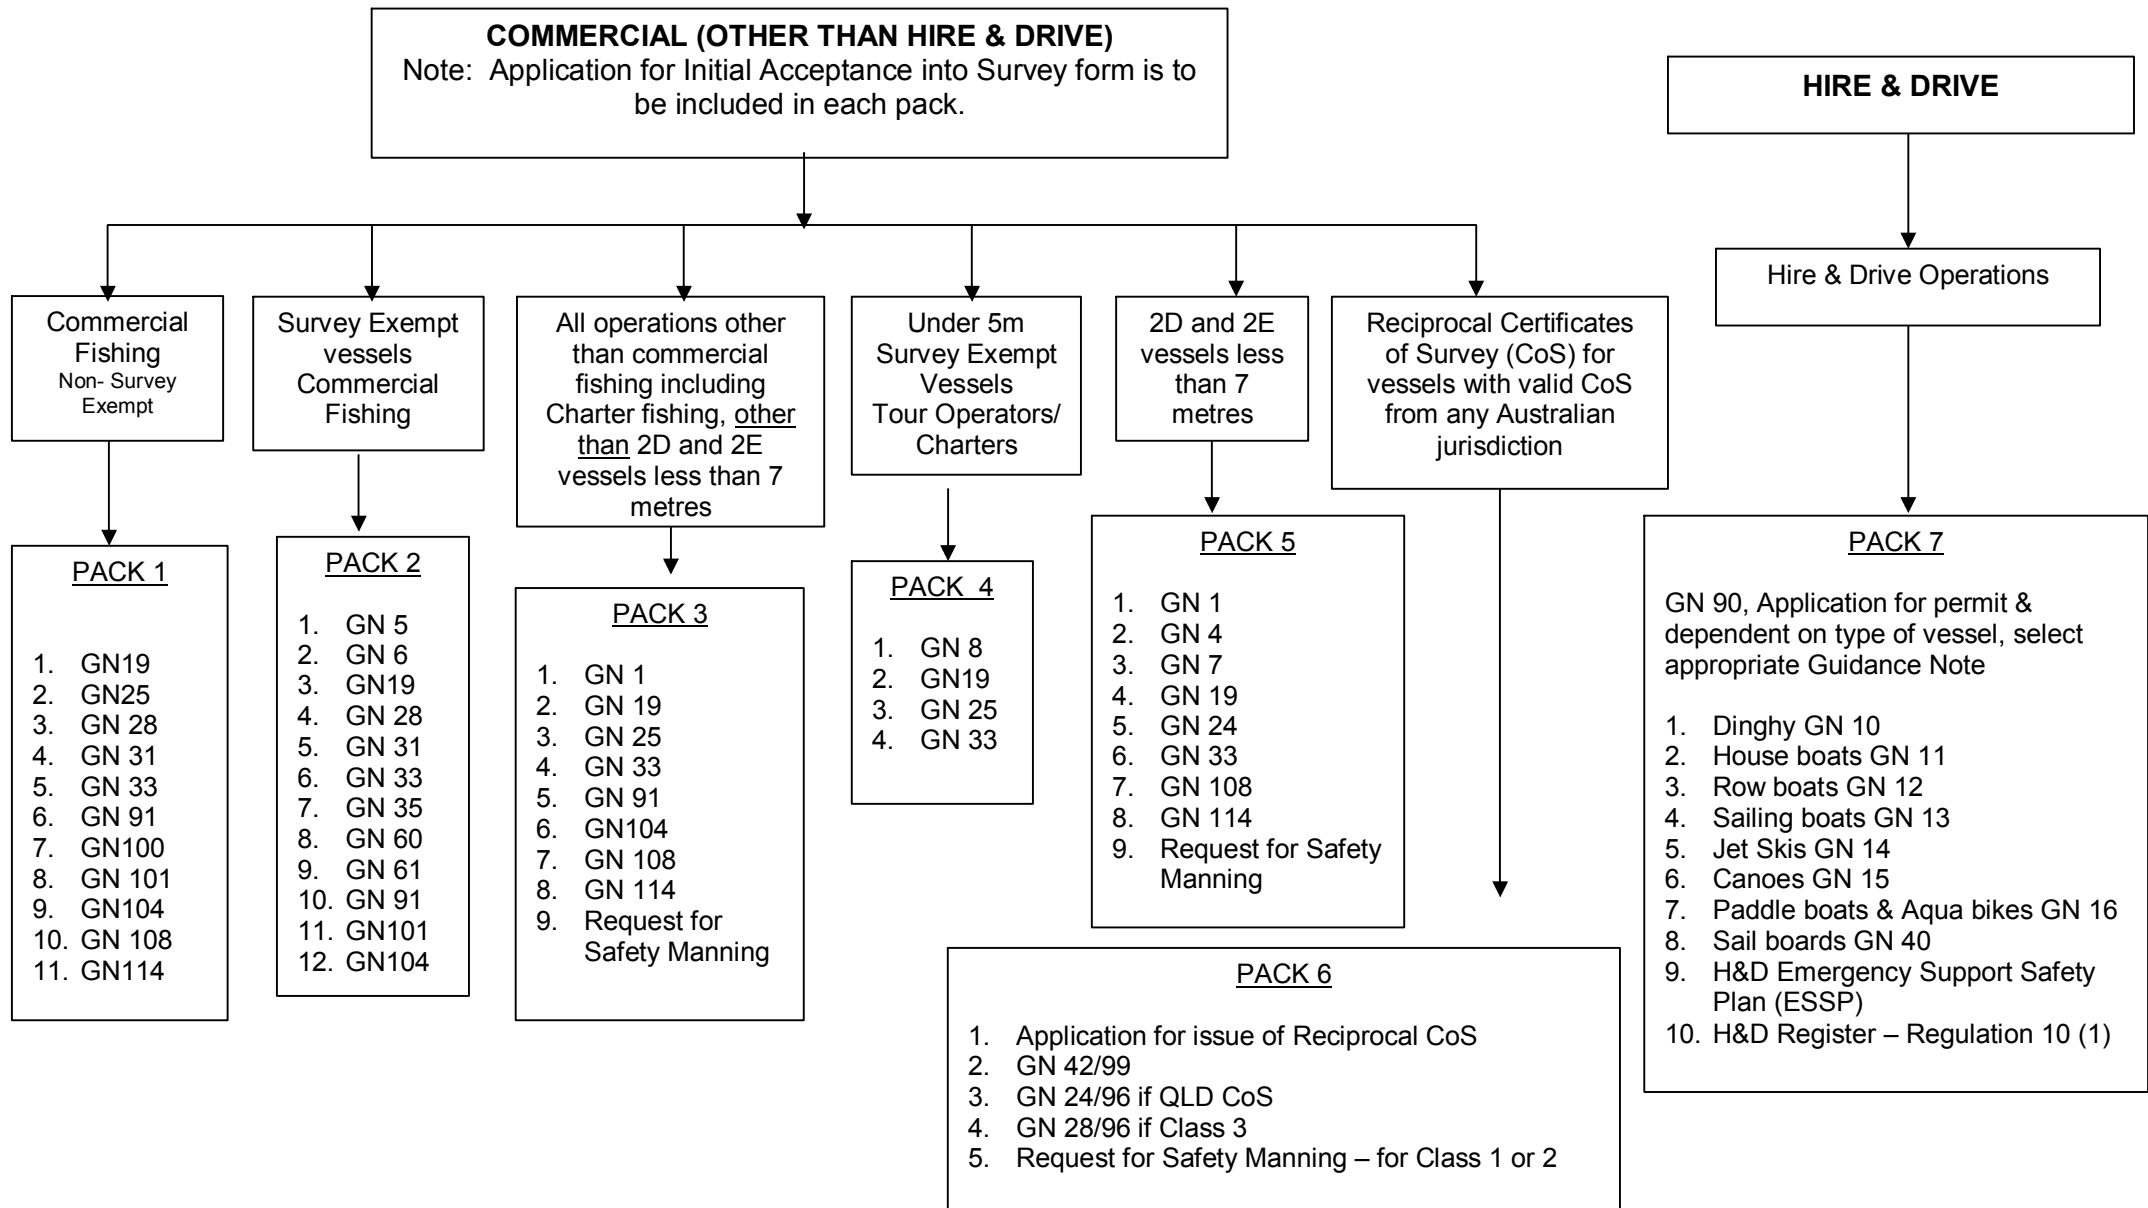 COMMERCIAL (OTHER THAN HIRE & DRIVE)
Note: Application for Initial Acceptance into Survey form is to
be included in each pack.
HIRE & DRIVE
Hire & Drive Operations
Commercial
Fishing
Non- Survey
Exempt
Survey Exempt
vessels
Commercial
Fishing
All operations other
than commercial
fishing including
Charter fishing, other
than 2D and 2E
vessels less than 7
metres
Under 5m
Survey Exempt
Vessels
Tour Operators/
Charters
2D and 2E
vessels less
than 7
metres
Reciprocal Certificates
of Survey (CoS) for
vessels with valid CoS
from any Australian
jurisdiction
PACK 1
1. GN19
2. GN25
3. GN 28
4. GN 31
5. GN 33
6. GN 91
7. GN100
8. GN 101
9. GN104
10. GN 108
11. GN114
PACK 2
1. GN 5
2. GN 6
3. GN19
4. GN 28
5. GN 31
6. GN 33
7. GN 35
8. GN 60
9. GN 61
10. GN 91
11. GN101
12. GN104
PACK 3
1. GN 1
2. GN 19
3. GN 25
4. GN 33
5. GN 91
6. GN104
7. GN 108
8. GN 114
9. Request for
Safety Manning
PACK 4
1. GN 8
2. GN19
3. GN 25
4. GN 33
PACK 5
1. GN 1
2. GN 4
3. GN 7
4. GN 19
5. GN 24
6. GN 33
7. GN 108
8. GN 114
9. Request for Safety
Manning
PACK 6
1. Application for issue of Reciprocal CoS
2. GN 42/99
3. GN 24/96 if QLD CoS
4. GN 28/96 if Class 3
5. Request for Safety Manning – for Class 1 or 2
PACK 7
GN 90, Application for permit &
dependent on type of vessel, select
appropriate Guidance Note
1. Dinghy GN 10
2. House boats GN 11
3. Row boats GN 12
4. Sailing boats GN 13
5. Jet Skis GN 14
6. Canoes GN 15
7. Paddle boats & Aqua bikes GN 16
8. Sail boards GN 40
9. H&D Emergency Support Safety
Plan (ESSP)
10. H&D Register – Regulation 10 (1)